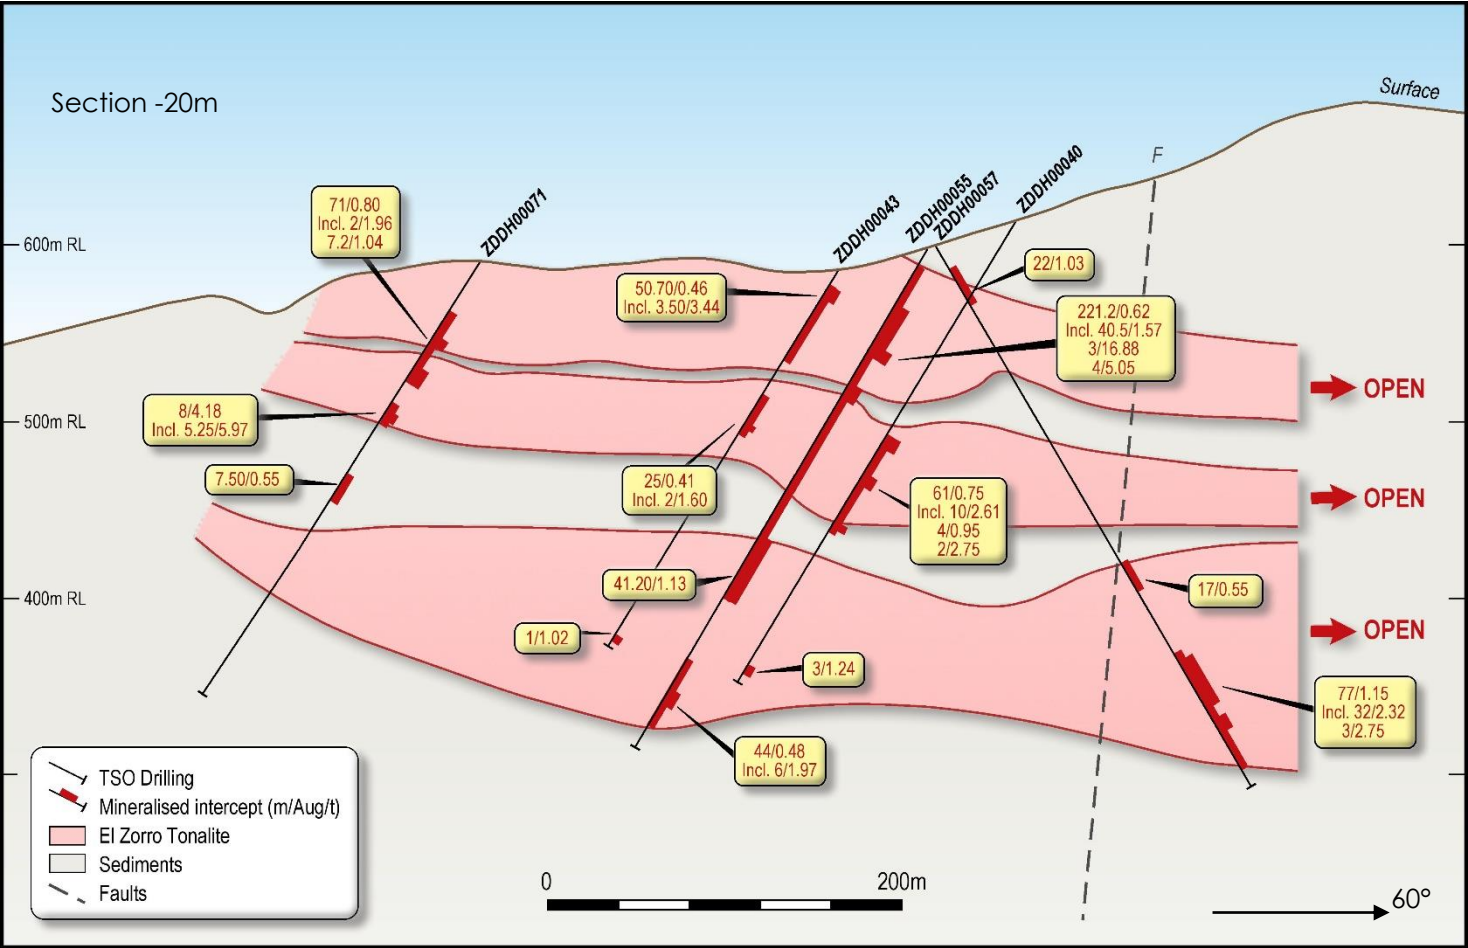 Section -20m
Surface
F
ZDDH00071
ZDDH00043
ZDDH00055
ZDDH00057
ZDDH00040
71/0.80
Incl. 2/1.96
7.2/1.04
600m RL
50.70/0.46
Incl. 3.50/3.44
22/1.03
221.2/0.62
Incl. 40.5/1.57
3/16.88
4/5.05
OPEN
8/4.18
Incl. 5.25/5.97
500m RL
7.50/0.55
25/0.41
Incl. 2/1.60
61/0.75
Incl. 10/2.61
4/0.95
2/2.75
OPEN
41.20/1.13
400m RL
17/0.55
1/1.02
OPEN
3/1.24
77/1.15
Incl. 32/2.32
3/2.75
44/0.48
Incl. 6/1.97
TSO Drilling
Mineralised intercept (m/Aug/t)
El Zorro Tonalite
Sediments
Faults
0
200m
60°